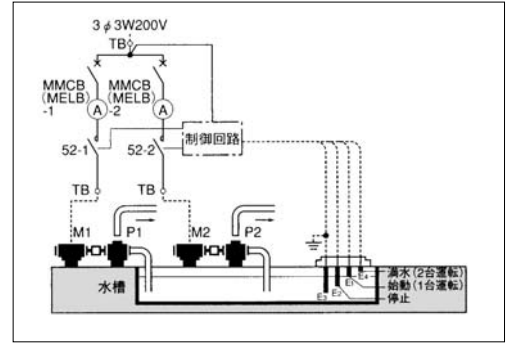 3φ3W200V
TB
MMCB
(MELB)
-1
A
MMCB
(MELB)
-2
A
制御回路
52-1
52-2
TB
TB
M1
P1
M2
P2
水槽
E3
E2
E1
E4
満水(2台運転)
始動(1台運転)
停止